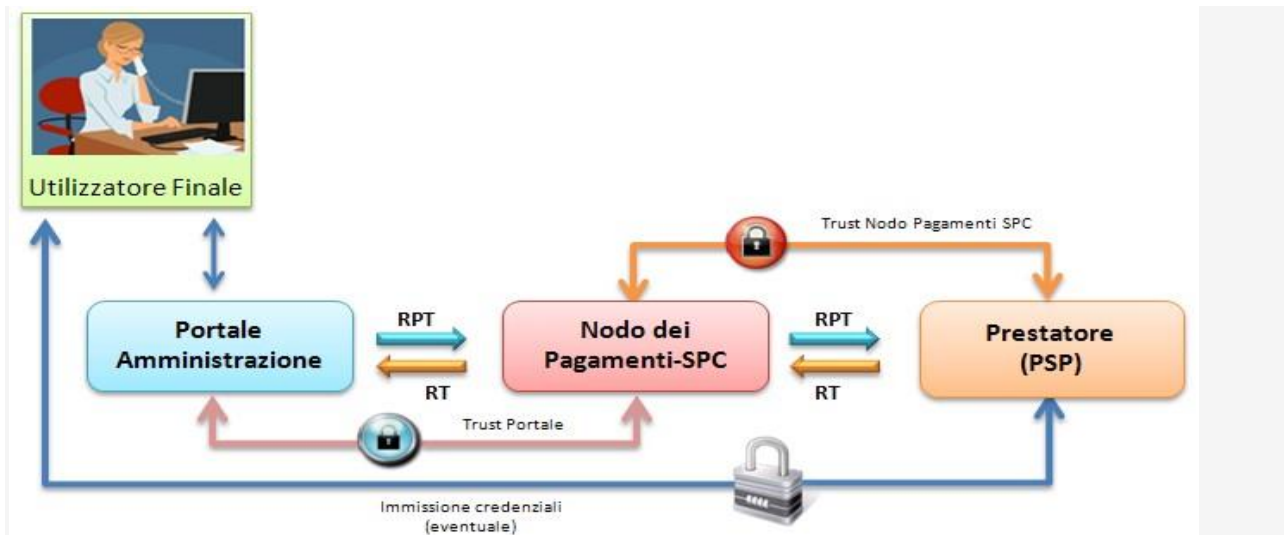 Utilizzatore Finale
Trust Nodo Pagamenti SPC
Portale
Amministrazione
RPT
RT
Nodo dei
Pagamenti-SPC
RPT
RT
Prestatore
(PSP)
Trust Portale
Immissione credenziali
(eventuale)